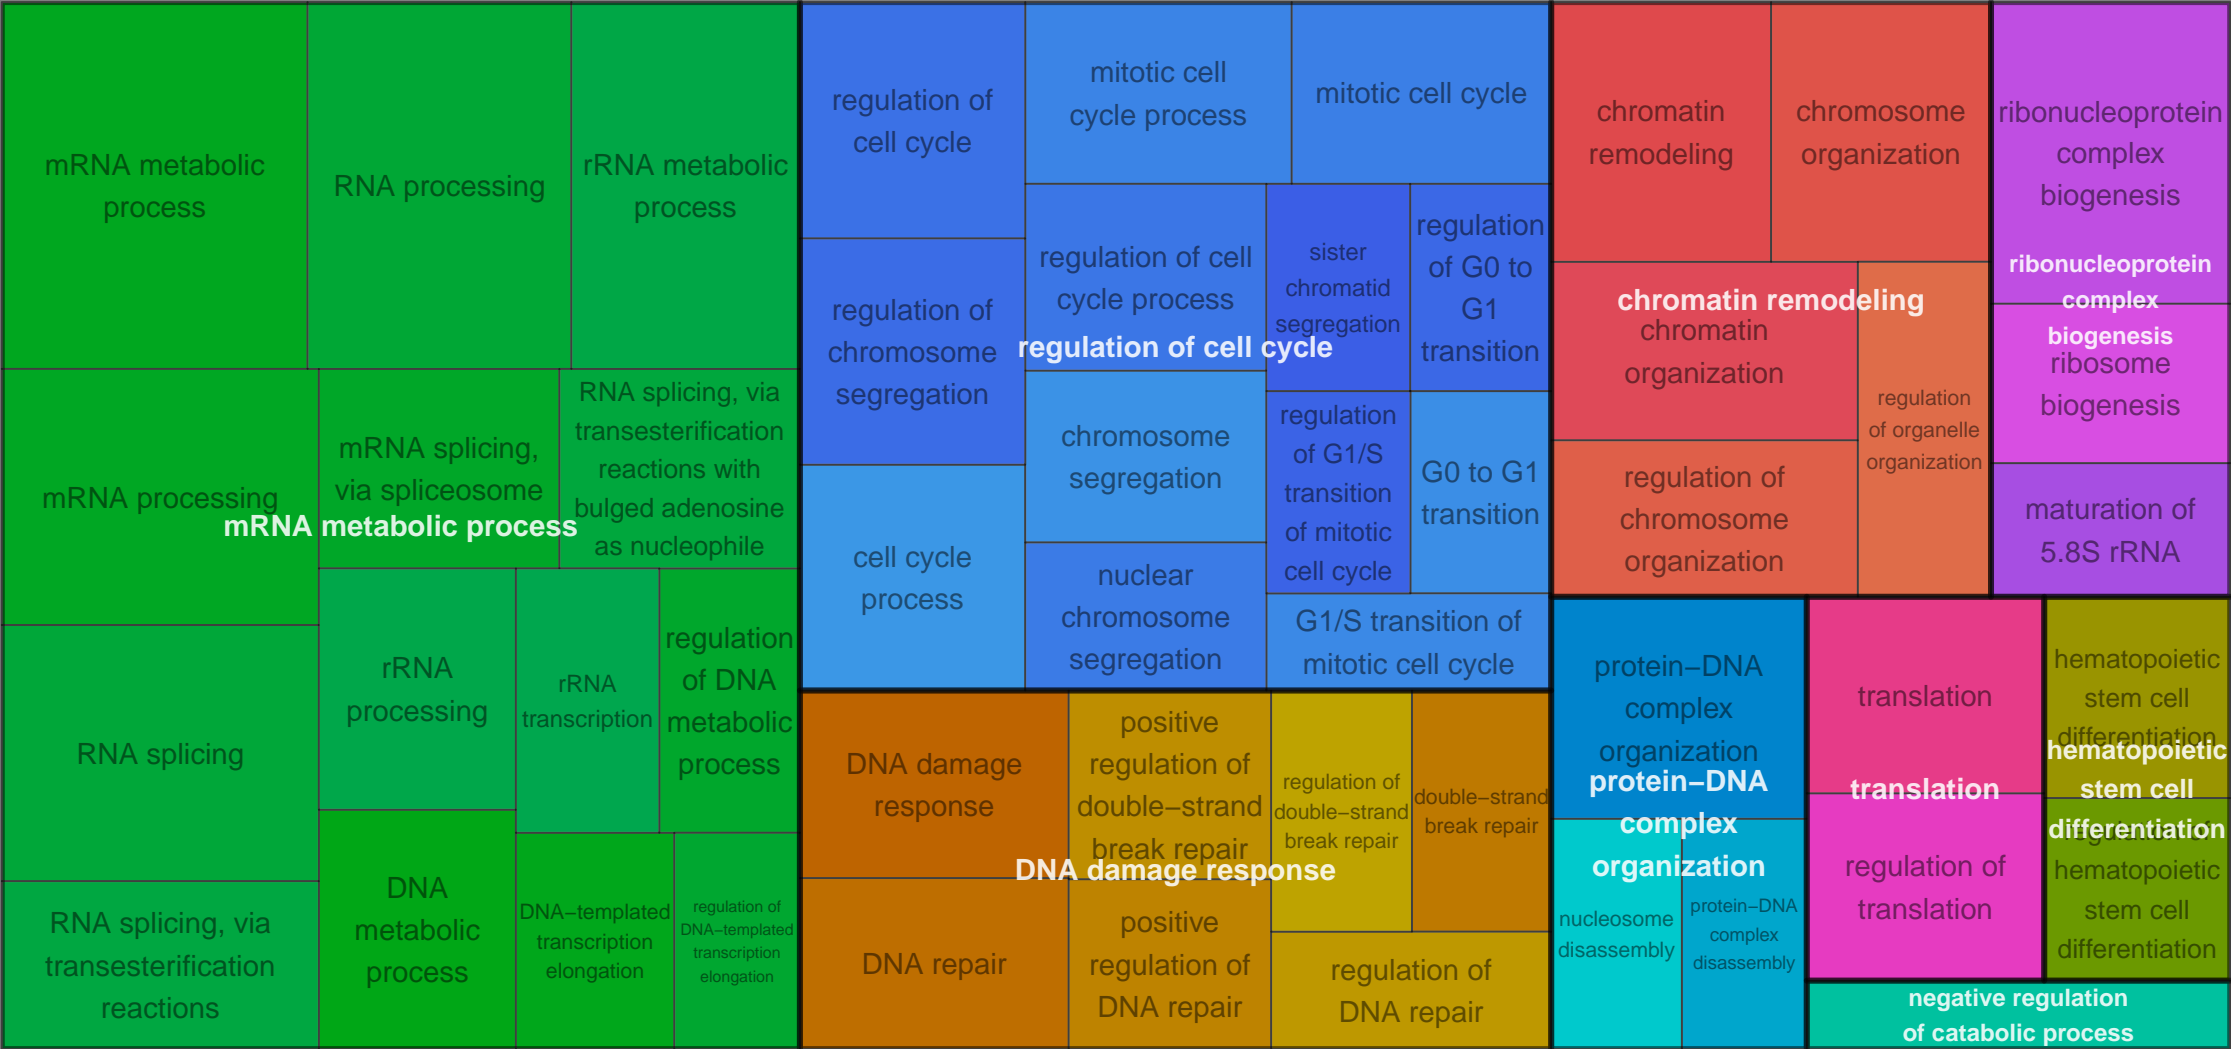 mRNA metabolic
process
RNA processing
rRNA metabolic
process
mRNA processing
mRNA splicing,
via spliceosome
RNA splicing, via
transesterification
reactions with
bulged adenosine
as nucleophile
mRNA metabolic process
RNA splicing
rRNA
processing
rRNA
transcription
regulation
of DNA
metabolic
process
RNA splicing, via
transesterification
reactions
DNA
metabolic
process
DNA−templated
transcription
elongation
regulation of
DNA−templated
transcription
elongation
regulation of
cell cycle
mitotic cell
cycle process
mitotic cell cycle
regulation of
chromosome
segregation
regulation of cell
cycle process
sister
chromatid
segregation
regulation
of G0 to
G1
transition
regulation of cell cycle
chromosome
segregation
regulation
of G1/S
transition
of mitotic
cell cycle
G0 to G1
transition
cell cycle
process
nuclear
chromosome
segregation
G1/S transition of
mitotic cell cycle
DNA damage
response
positive
regulation of
double−strand
break repair
regulation of
double−strand
break repair
double−strand
break repair
DNA damage response
DNA repair
positive
regulation of
DNA repair
regulation of
DNA repair
chromatin
remodeling
chromosome
organization
chromatin remodeling
chromatin
organization
regulation
of organelle
organization
regulation of
chromosome
organization
ribonucleoprotein
complex
biogenesis
ribonucleoprotein
complex
biogenesis
ribosome
biogenesis
maturation of
5.8S rRNA
protein−DNA
complex
organization
protein−DNA
complex
organization
nucleosome
disassembly
protein−DNA
complex
disassembly
translation
translation
regulation of
translation
hematopoietic
stem cell
differentiation
hematopoietic
stem cell
differentiation
regulation of
hematopoietic
stem cell
differentiation
negative regulation
of catabolic process